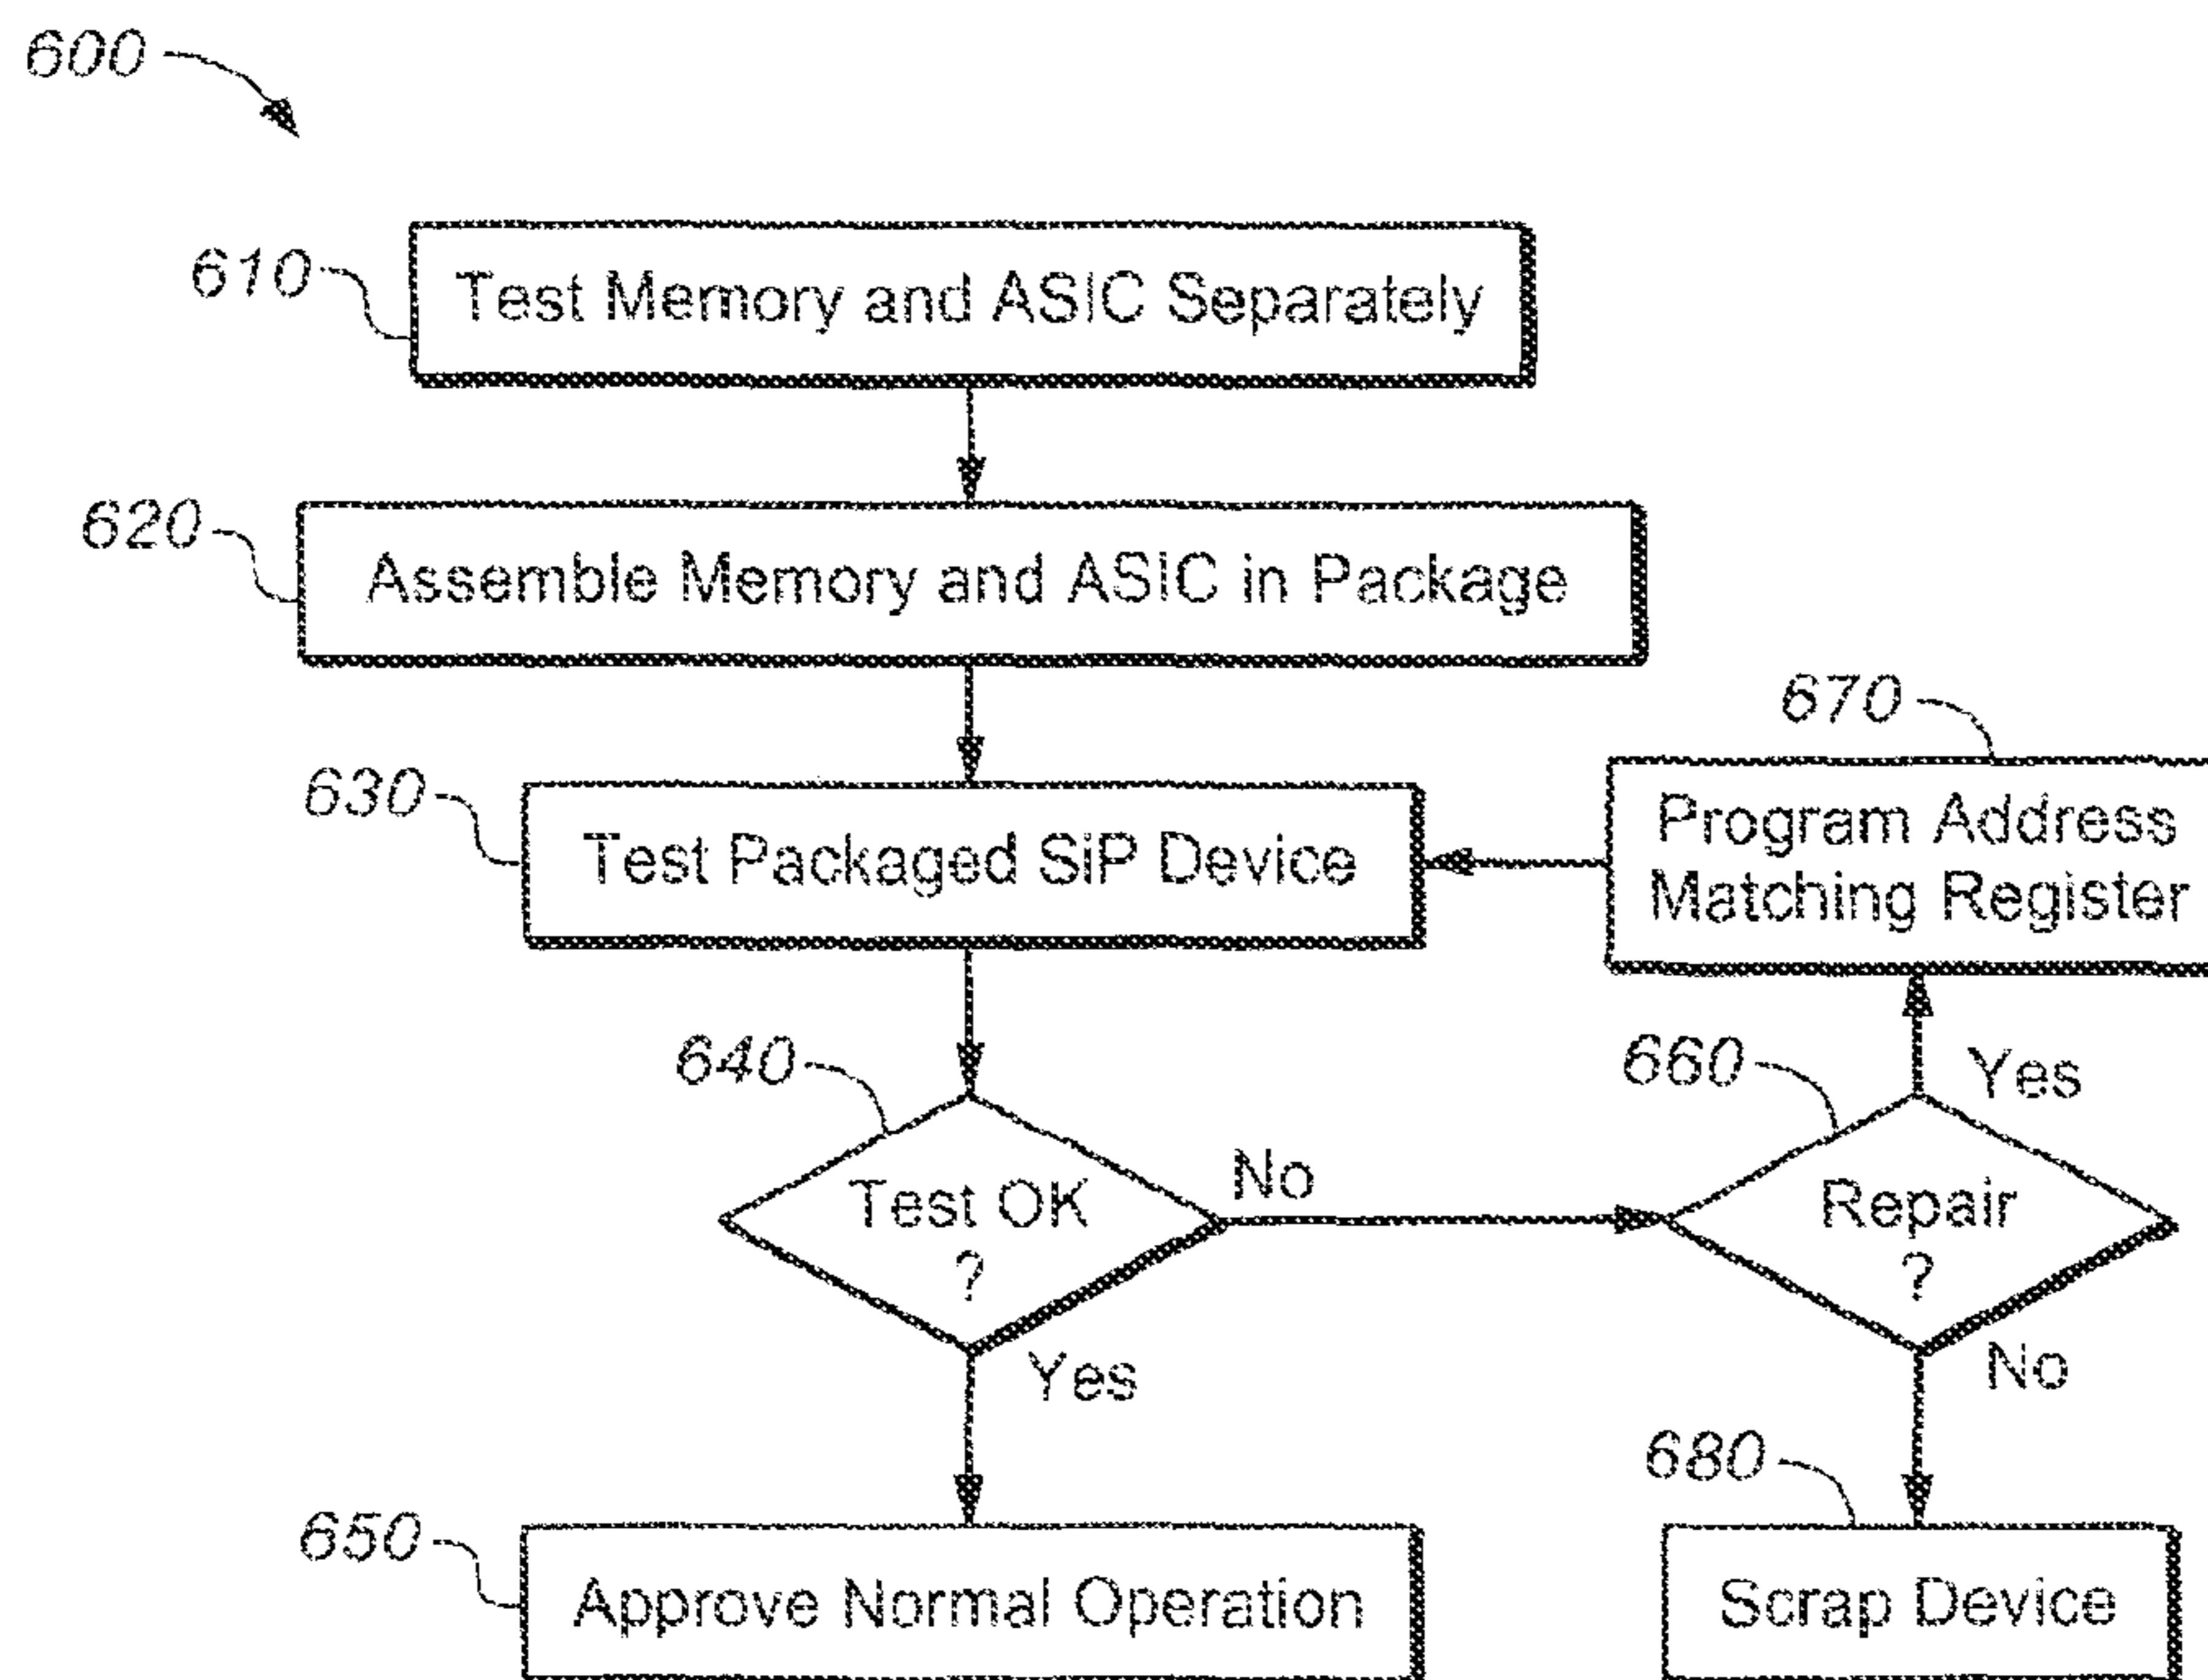 600
610
Test Memory and ASIC Separately
620
Assemble Memory and ASIC in Package
630
Test Packaged SiP Device
670
Program Address
Matching Register
640
Test OK
?
No
Yes
660
Repair
?
Yes
No
650
Approve Normal Operation
680
Scrap Device